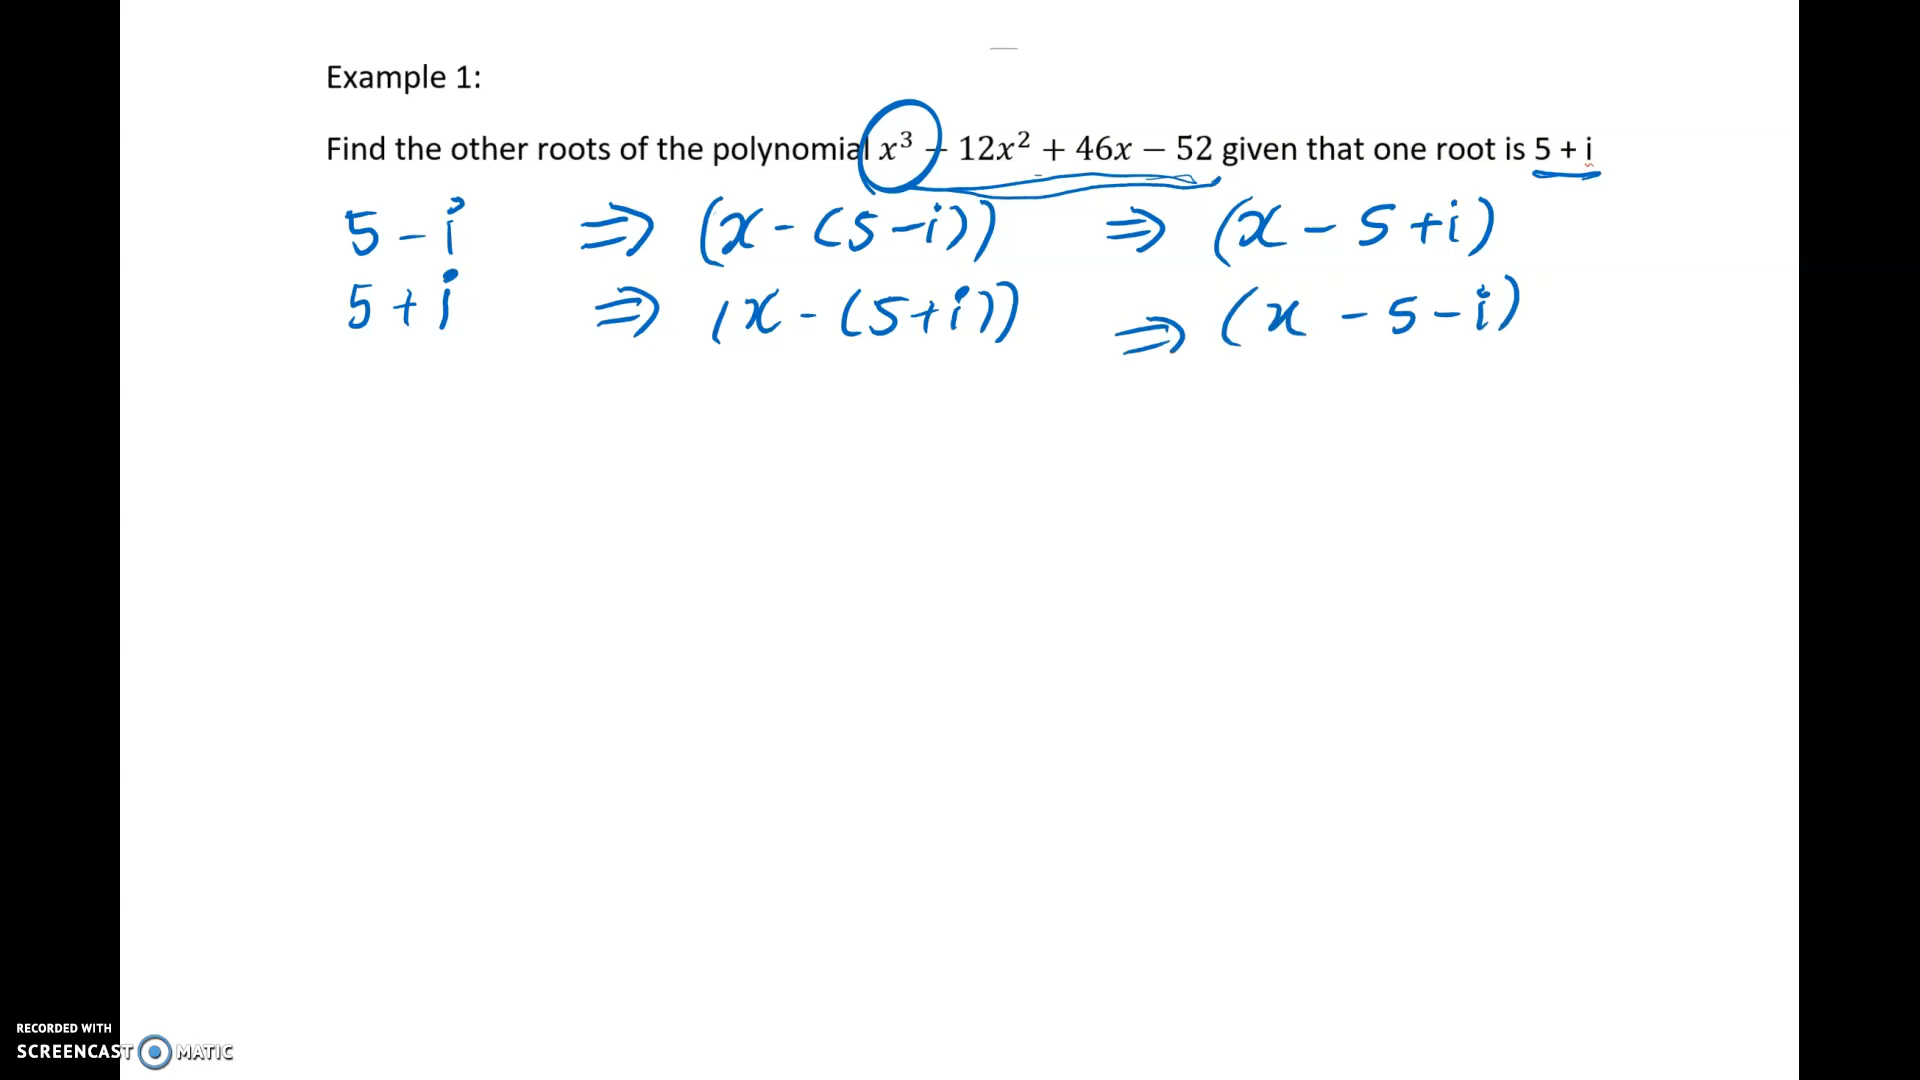 Example 1:
Find the other roots of the polynomial x³ − 12x² + 46x − 52 given that one root is 5 + i
5 - i ⇒ (x - (5 - i)) ⇒ (x - 5 + i)
5 + i ⇒ (x - (5 + i)) ⇒ (x - 5 - i)
RECORDED WITH
SCREENCAST MATIC